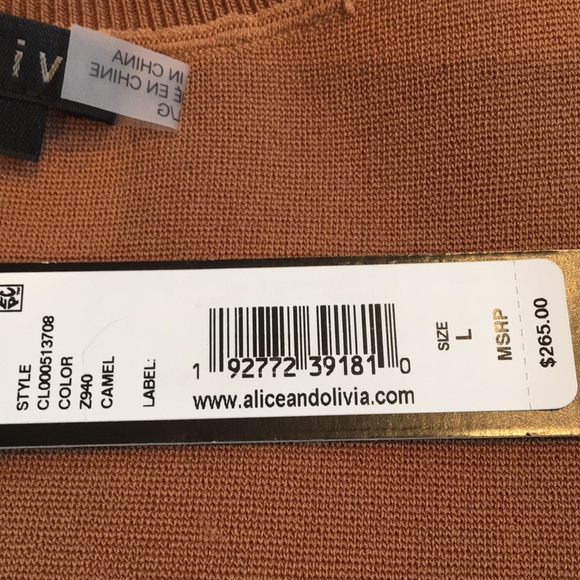 iv
IN CHINA
É EN CHINE
/G
STYLE
CL000513708
COLOR
Z940
CAMEL
LABEL:
1 92772 39181 0
www.aliceandolivia.com
SIZE
L
MSRP
$265.00